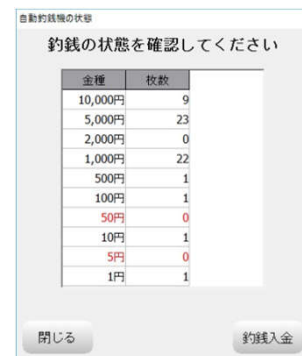 自動釣銭機の状態
釣銭の状態を確認してください
金種 枚数
10,000円 9
5,000円 23
2,000円 0
1,000円 22
500円 1
100円 1
50円 0
10円 1
5円 0
1円 1
閉じる 釣銭入金